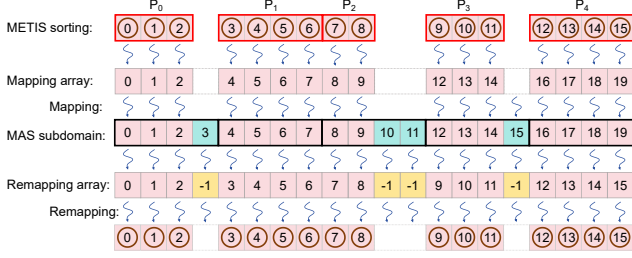 P0 P1 P2 P3 P4
METIS sorting: 0 1 2 3 4 5 6 7 8 9 10 11 12 13 14 15
Mapping array: 0 1 2 4 5 6 7 8 9 12 13 14 16 17 18 19
Mapping:
MAS subdomain: 0 1 2 3 4 5 6 7 8 9 10 11 12 13 14 15 16 17 18 19
Remapping array: 0 1 2 -1 3 4 5 6 7 8 -1 -1 9 10 11 -1 12 13 14 15
Remapping:
0 1 2 3 4 5 6 7 8 9 10 11 12 13 14 15